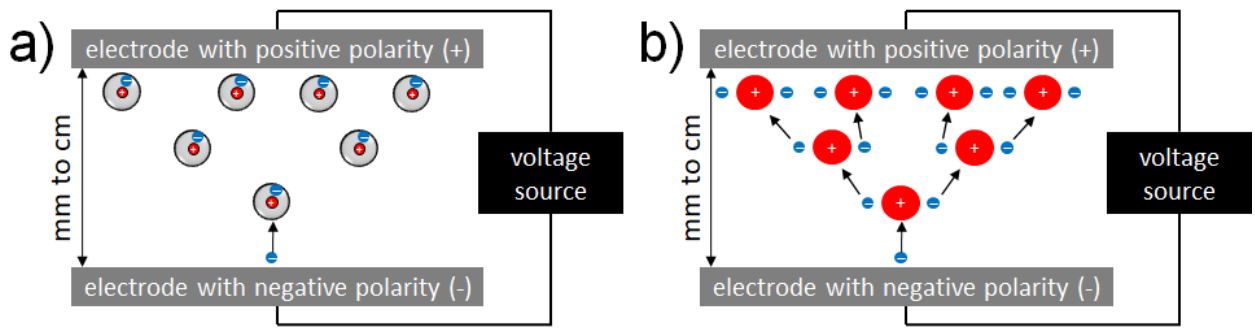 a)
electrode with positive polarity (+)
mm to cm
voltage
source
electrode with negative polarity (-)
b)
electrode with positive polarity (+)
mm to cm
voltage
source
electrode with negative polarity (-)